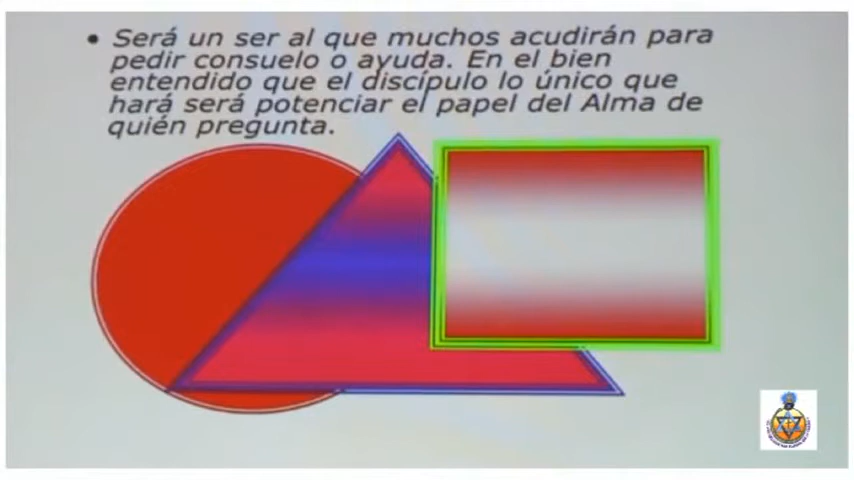 • Será un ser al que muchos acudirán para
pedir consuelo o ayuda. En el bien
entendido que el discípulo lo único que
hará será potenciar el papel del Alma de
quién pregunta.